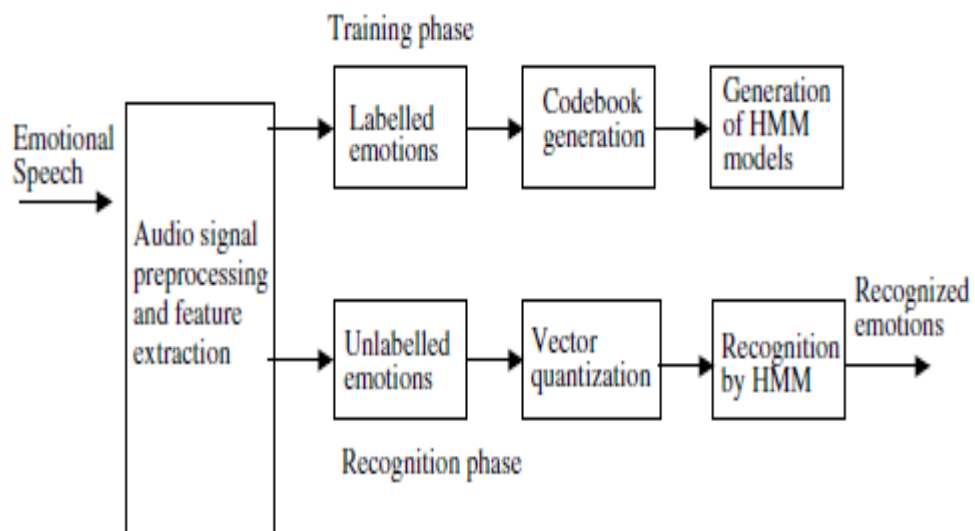 Training phase
Emotional
Speech
Audio signal
preprocessing
and feature
extraction
Labelled
emotions
Codebook
generation
Generation
of HMM
models
Unlabelled
emotions
Vector
quantization
Recognition
by HMM
Recognized
emotions
Recognition phase